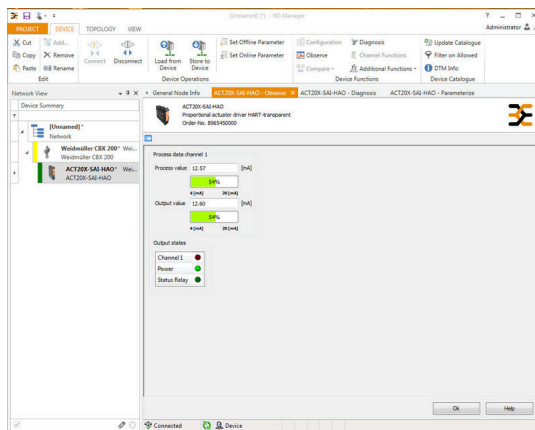 [Unnamed] (*) - WI-Manager
PROJECT DEVICE TOPOLOGY VIEW
Administrator
Cut Add...
Copy Remove
Paste Rename
Edit
Connect Disconnect
Load from Device Store to Device
Set Offline Parameter
Set Online Parameter
Device Operations
Configuration Diagnosis
Observe Channel Functions
Compare Additional Functions
Device Functions
Update Catalogue
Filter on Allowed
DTM Info
Device Catalogue
Network View
General Node Info ACT20X-SAI-HAO - Observe ACT20X-SAI-HAO - Diagnosis ACT20X-SAI-HAO - Parameterize
Device Summary
[Unnamed]*
Network
Weidmüller CBX 200* Wei...
Weidmüller CBX 200
ACT20X-SAI-HAO* Wei...
ACT20X-SAI-HAO
ACT20X-SAI-HAO
Proportional actuator driver HART-transparent
Order-No. 8965450000
Process data channel 1
Process value 12.57 [mA]
54%
4 [mA] 20 [mA]
Output value 12.60 [mA]
54%
4 [mA] 20 [mA]
Output states
Channel 1
Power
Status Relay
Ok Help
Connected Device